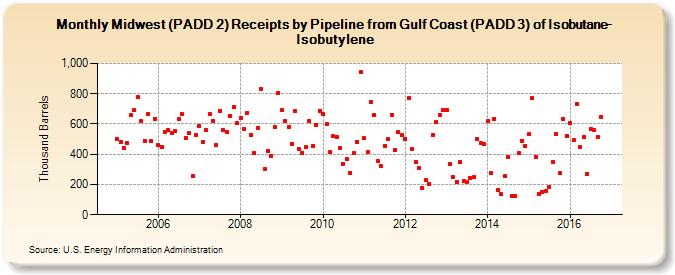 Monthly Midwest (PADD 2) Receipts by Pipeline from Gulf Coast (PADD 3) of Isobutane-
Isobutylene
Thousand Barrels
1,000
800
600
400
200
0
2006 2008 2010 2012 2014 2016
Source: U.S. Energy Information Administration